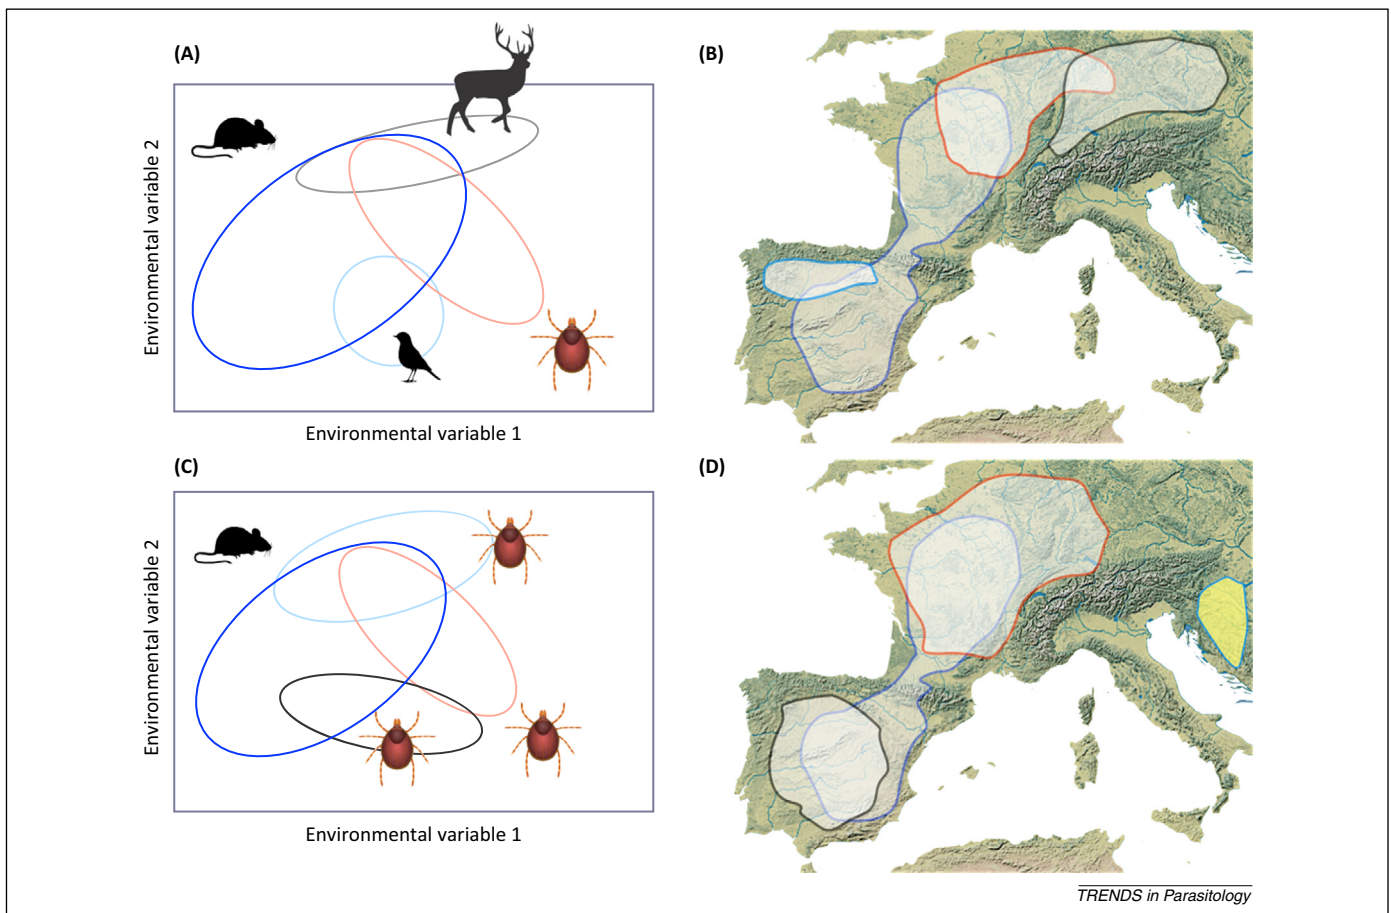 (A)
(B)
Environmental variable 2
Environmental variable 1
(C)
(D)
Environmental variable 2
Environmental variable 1
TRENDS in Parasitology